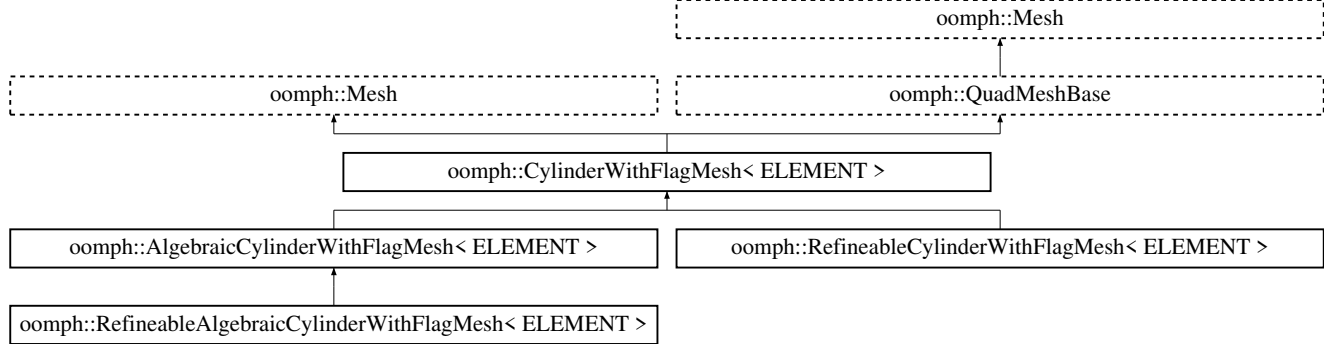 oomph::Mesh
oomph::Mesh
oomph::QuadMeshBase
oomph::CylinderWithFlagMesh< ELEMENT >
oomph::AlgebraicCylinderWithFlagMesh< ELEMENT >
oomph::RefineableCylinderWithFlagMesh< ELEMENT >
oomph::RefineableAlgebraicCylinderWithFlagMesh< ELEMENT >